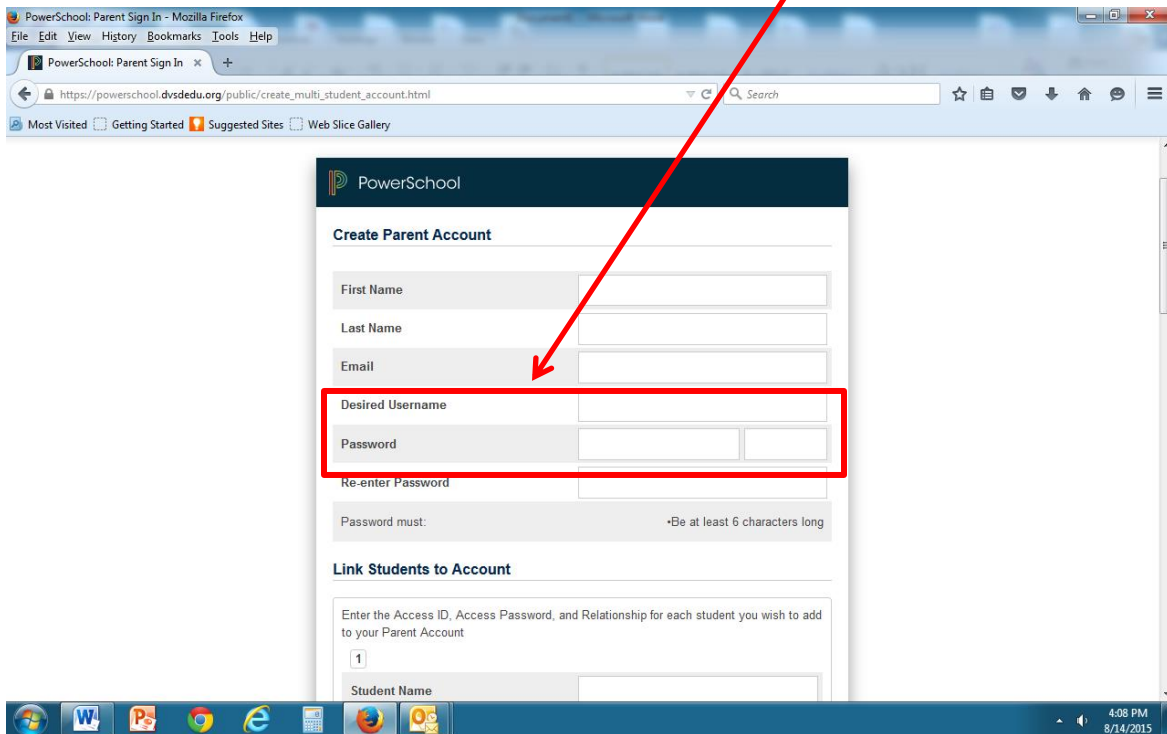 PowerSchool: Parent Sign In - Mozilla Firefox
File Edit View History Bookmarks Tools Help
PowerSchool: Parent Sign In × +
https://powerschool.dvsdedu.org/public/create_multi_student_account.html Search
Most Visited Getting Started Suggested Sites Web Slice Gallery
PowerSchool
Create Parent Account
First Name
Last Name
Email
Desired Username
Password
Re-enter Password
Password must: •Be at least 6 characters long
Link Students to Account
Enter the Access ID, Access Password, and Relationship for each student you wish to add
to your Parent Account
1
Student Name
4:08 PM
8/14/2015